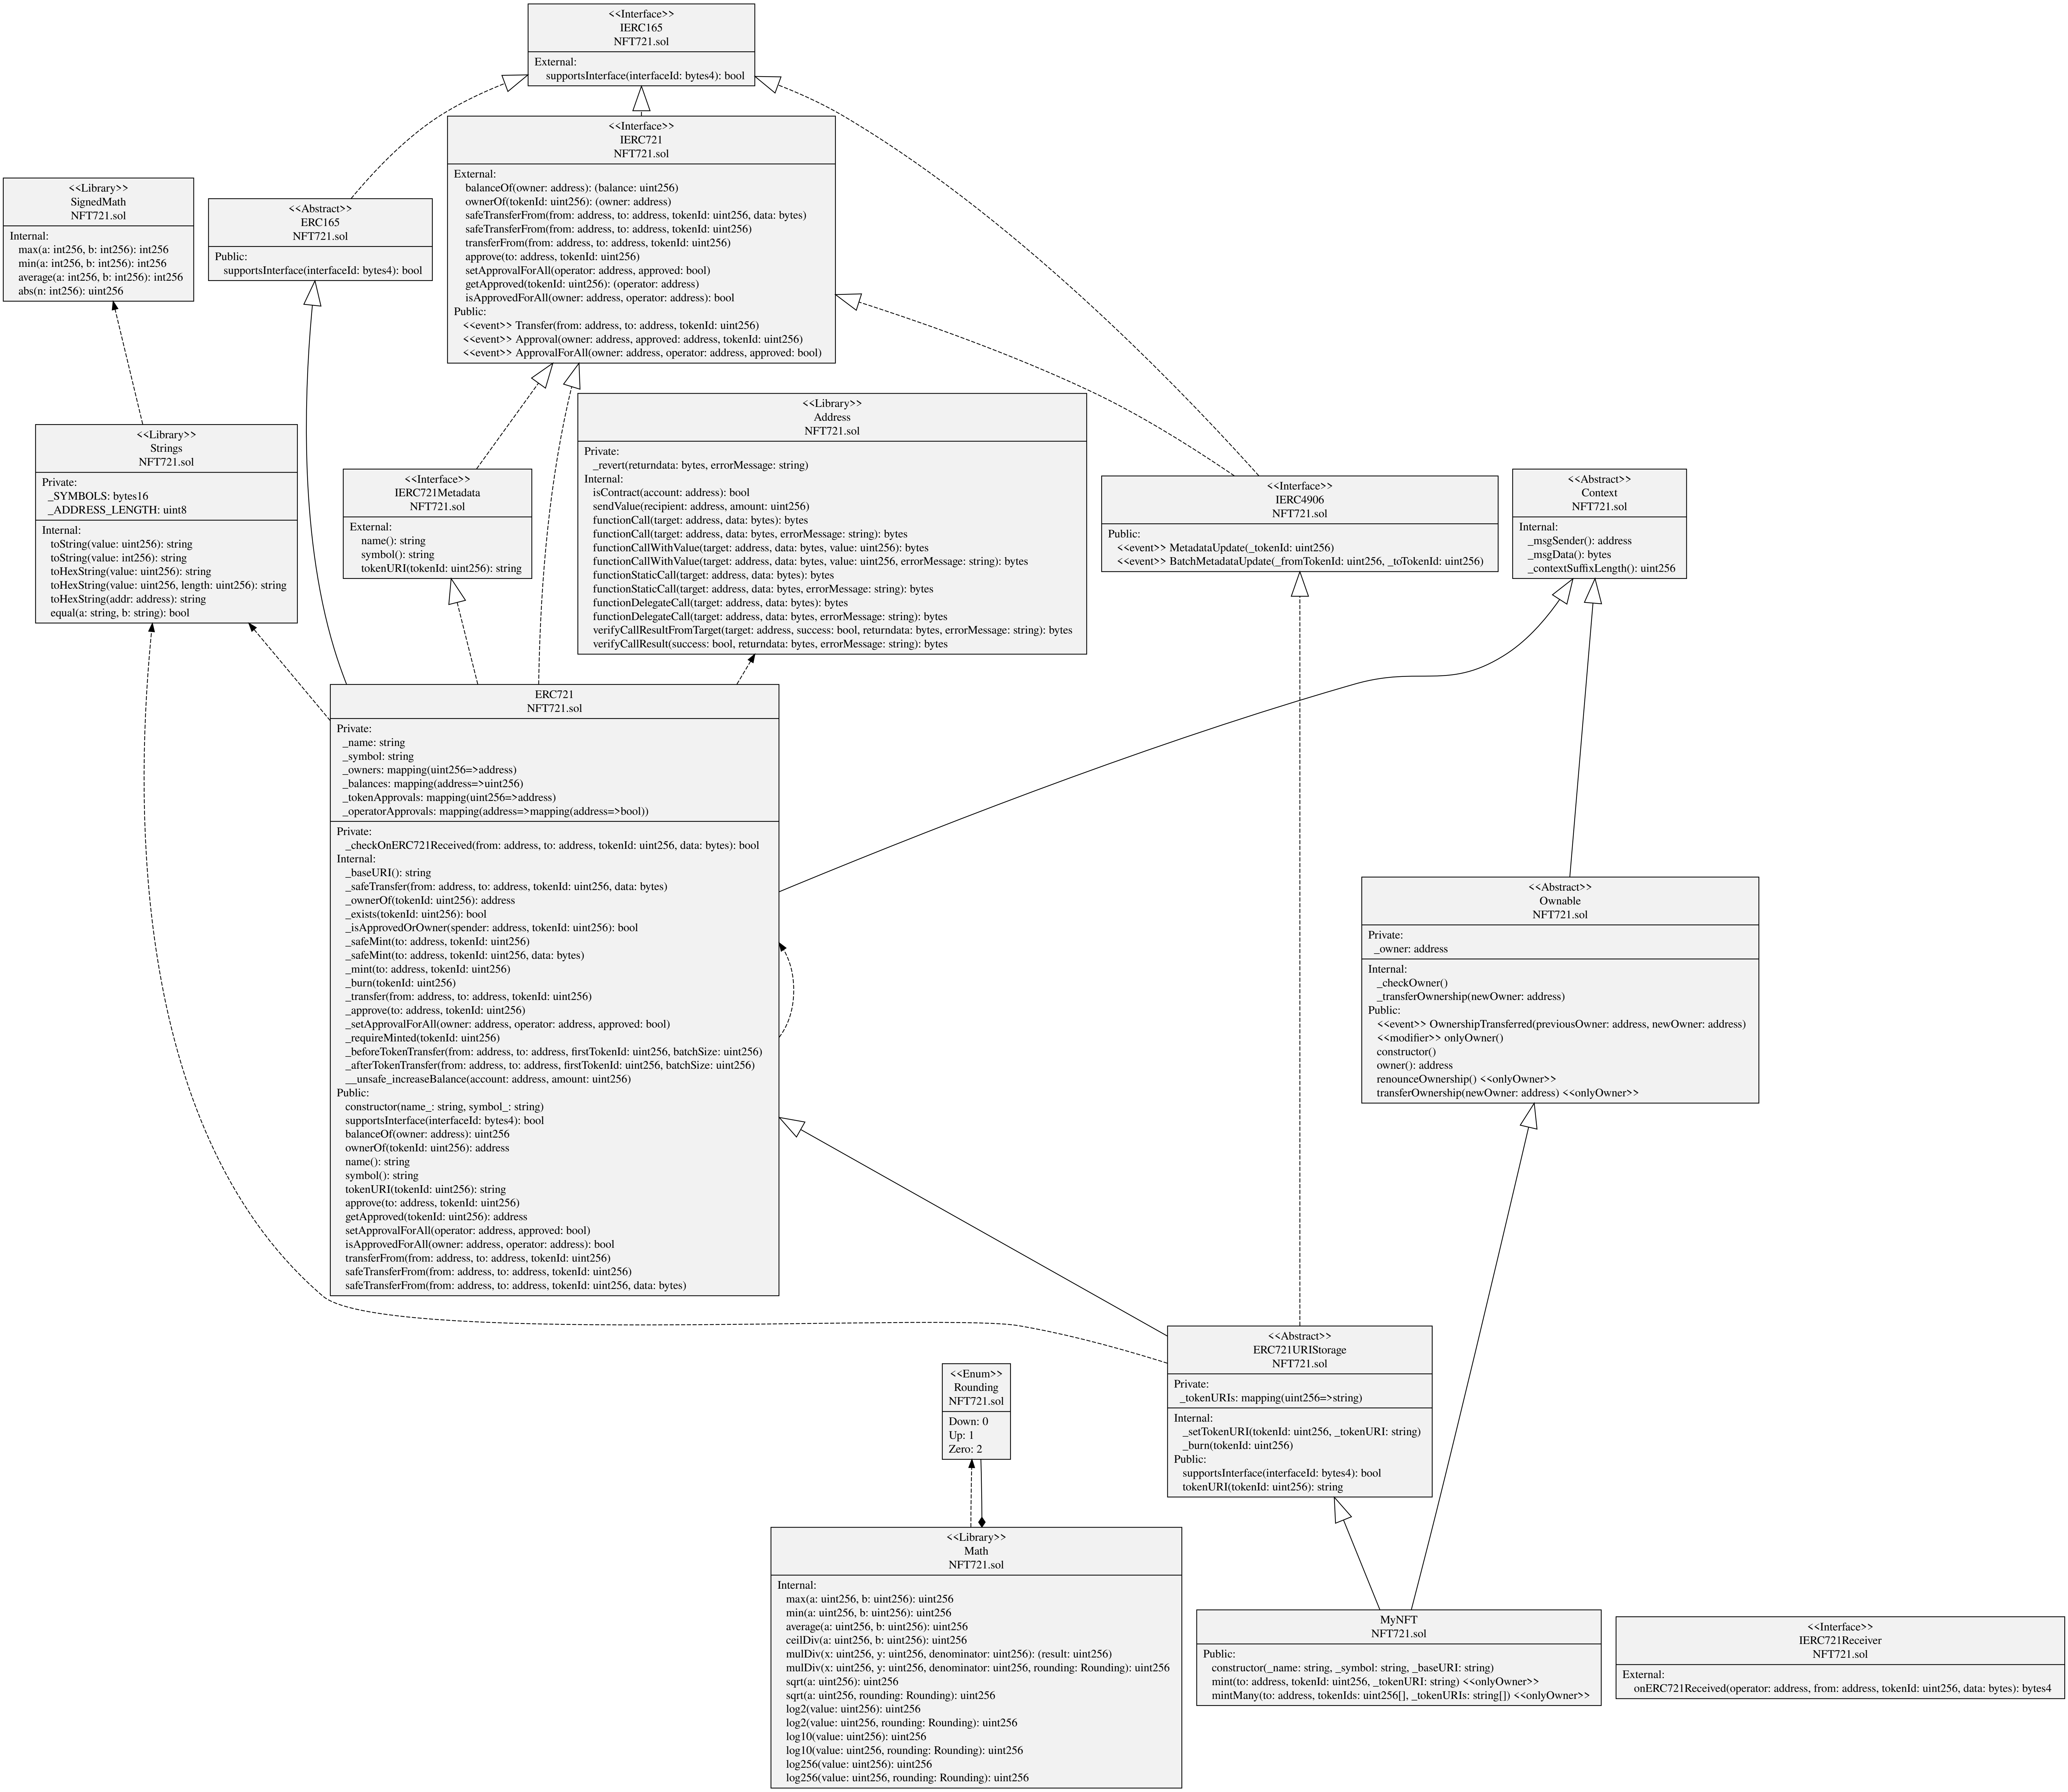 <<Interface>>
IERC165
NFT721.sol
External:
supportsInterface(interfaceId: bytes4): bool
<<Interface>>
IERC721
NFT721.sol
External:
balanceOf(owner: address): (balance: uint256)
ownerOf(tokenId: uint256): (owner: address)
safeTransferFrom(from: address, to: address, tokenId: uint256, data: bytes)
safeTransferFrom(from: address, to: address, tokenId: uint256)
transferFrom(from: address, to: address, tokenId: uint256)
approve(to: address, tokenId: uint256)
setApprovalForAll(operator: address, approved: bool)
getApproved(tokenId: uint256): (operator: address)
isApprovedForAll(owner: address, operator: address): bool
Public:
<<event>> Transfer(from: address, to: address, tokenId: uint256)
<<event>> Approval(owner: address, approved: address, tokenId: uint256)
<<event>> ApprovalForAll(owner: address, operator: address, approved: bool)
<<Library>>
SignedMath
NFT721.sol
Internal:
max(a: int256, b: int256): int256
min(a: int256, b: int256): int256
average(a: int256, b: int256): int256
abs(n: int256): uint256
<<Abstract>>
ERC165
NFT721.sol
Public:
supportsInterface(interfaceId: bytes4): bool
<<Library>>
Strings
NFT721.sol
Private:
_SYMBOLS: bytes16
_ADDRESS_LENGTH: uint8
Internal:
toString(value: uint256): string
toString(value: int256): string
toHexString(value: uint256): string
toHexString(value: uint256, length: uint256): string
toHexString(addr: address): string
equal(a: string, b: string): bool
<<Interface>>
IERC721Metadata
NFT721.sol
External:
name(): string
symbol(): string
tokenURI(tokenId: uint256): string
<<Library>>
Address
NFT721.sol
Private:
_revert(returndata: bytes, errorMessage: string)
Internal:
isContract(account: address): bool
sendValue(recipient: address, amount: uint256)
functionCall(target: address, data: bytes): bytes
functionCall(target: address, data: bytes, errorMessage: string): bytes
functionCallWithValue(target: address, data: bytes, value: uint256): bytes
functionCallWithValue(target: address, data: bytes, value: uint256, errorMessage: string): bytes
functionStaticCall(target: address, data: bytes): bytes
functionStaticCall(target: address, data: bytes, errorMessage: string): bytes
functionDelegateCall(target: address, data: bytes): bytes
functionDelegateCall(target: address, data: bytes, errorMessage: string): bytes
verifyCallResultFromTarget(target: address, success: bool, returndata: bytes, errorMessage: string): bytes
verifyCallResult(success: bool, returndata: bytes, errorMessage: string): bytes
<<Interface>>
IERC4906
NFT721.sol
Public:
<<event>> MetadataUpdate(_tokenId: uint256)
<<event>> BatchMetadataUpdate(_fromTokenId: uint256, _toTokenId: uint256)
<<Abstract>>
Context
NFT721.sol
Internal:
_msgSender(): address
_msgData(): bytes
_contextSuffixLength(): uint256
ERC721
NFT721.sol
Private:
_name: string
_symbol: string
_owners: mapping(uint256=>address)
_balances: mapping(address=>uint256)
_tokenApprovals: mapping(uint256=>address)
_operatorApprovals: mapping(address=>mapping(address=>bool))
Private:
_checkOnERC721Received(from: address, to: address, tokenId: uint256, data: bytes): bool
Internal:
_baseURI(): string
_safeTransfer(from: address, to: address, tokenId: uint256, data: bytes)
_ownerOf(tokenId: uint256): address
_exists(tokenId: uint256): bool
_isApprovedOrOwner(spender: address, tokenId: uint256): bool
_safeMint(to: address, tokenId: uint256)
_safeMint(to: address, tokenId: uint256, data: bytes)
_mint(to: address, tokenId: uint256)
_burn(tokenId: uint256)
_transfer(from: address, to: address, tokenId: uint256)
_approve(to: address, tokenId: uint256)
_setApprovalForAll(owner: address, operator: address, approved: bool)
_requireMinted(tokenId: uint256)
_beforeTokenTransfer(from: address, to: address, firstTokenId: uint256, batchSize: uint256)
_afterTokenTransfer(from: address, to: address, firstTokenId: uint256, batchSize: uint256)
__unsafe_increaseBalance(account: address, amount: uint256)
Public:
constructor(name_: string, symbol_: string)
supportsInterface(interfaceId: bytes4): bool
balanceOf(owner: address): uint256
ownerOf(tokenId: uint256): address
name(): string
symbol(): string
tokenURI(tokenId: uint256): string
approve(to: address, tokenId: uint256)
getApproved(tokenId: uint256): address
setApprovalForAll(operator: address, approved: bool)
isApprovedForAll(owner: address, operator: address): bool
transferFrom(from: address, to: address, tokenId: uint256)
safeTransferFrom(from: address, to: address, tokenId: uint256)
safeTransferFrom(from: address, to: address, tokenId: uint256, data: bytes)
<<Abstract>>
Ownable
NFT721.sol
Private:
_owner: address
Internal:
_checkOwner()
_transferOwnership(newOwner: address)
Public:
<<event>> OwnershipTransferred(previousOwner: address, newOwner: address)
<<modifier>> onlyOwner()
constructor()
owner(): address
renounceOwnership() <<onlyOwner>>
transferOwnership(newOwner: address) <<onlyOwner>>
<<Abstract>>
ERC721URIStorage
NFT721.sol
Private:
_tokenURIs: mapping(uint256=>string)
Internal:
_setTokenURI(tokenId: uint256, _tokenURI: string)
_burn(tokenId: uint256)
Public:
supportsInterface(interfaceId: bytes4): bool
tokenURI(tokenId: uint256): string
<<Enum>>
Rounding
NFT721.sol
Down: 0
Up: 1
Zero: 2
<<Library>>
Math
NFT721.sol
Internal:
max(a: uint256, b: uint256): uint256
min(a: uint256, b: uint256): uint256
average(a: uint256, b: uint256): uint256
ceilDiv(a: uint256, b: uint256): uint256
mulDiv(x: uint256, y: uint256, denominator: uint256): (result: uint256)
mulDiv(x: uint256, y: uint256, denominator: uint256, rounding: Rounding): uint256
sqrt(a: uint256): uint256
sqrt(a: uint256, rounding: Rounding): uint256
log2(value: uint256): uint256
log2(value: uint256, rounding: Rounding): uint256
log10(value: uint256): uint256
log10(value: uint256, rounding: Rounding): uint256
log256(value: uint256): uint256
log256(value: uint256, rounding: Rounding): uint256
MyNFT
NFT721.sol
Public:
constructor(_name: string, _symbol: string, _baseURI: string)
mint(to: address, tokenId: uint256, _tokenURI: string) <<onlyOwner>>
mintMany(to: address, tokenIds: uint256[], _tokenURIs: string[]) <<onlyOwner>>
<<Interface>>
IERC721Receiver
NFT721.sol
External:
onERC721Received(operator: address, from: address, tokenId: uint256, data: bytes): bytes4